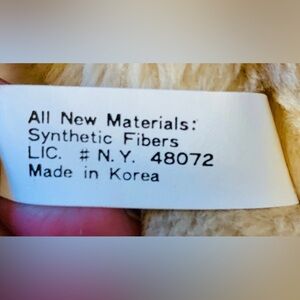 All New Materials:
Synthetic Fibers
LIC. # N.Y. 48072
Made in Korea